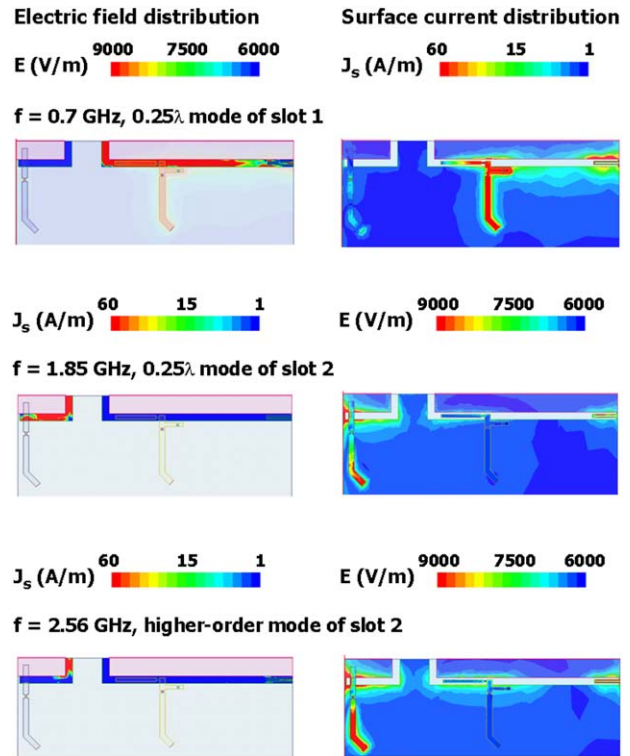 Electric field distribution
Surface current distribution
9000 7500 6000
E (V/m)
60 15 1
Js (A/m)
f = 0.7 GHz, 0.25λ mode of slot 1
60 15 1
Js (A/m)
9000 7500 6000
E (V/m)
f = 1.85 GHz, 0.25λ mode of slot 2
60 15 1
Js (A/m)
9000 7500 6000
E (V/m)
f = 2.56 GHz, higher-order mode of slot 2